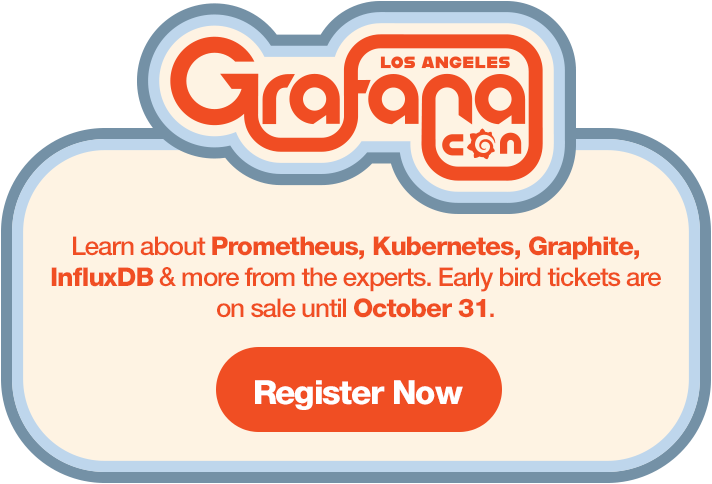 LOS ANGELES
Grafana
con
Learn about Prometheus, Kubernetes, Graphite,
InfluxDB & more from the experts. Early bird tickets are
on sale until October 31.
Register Now